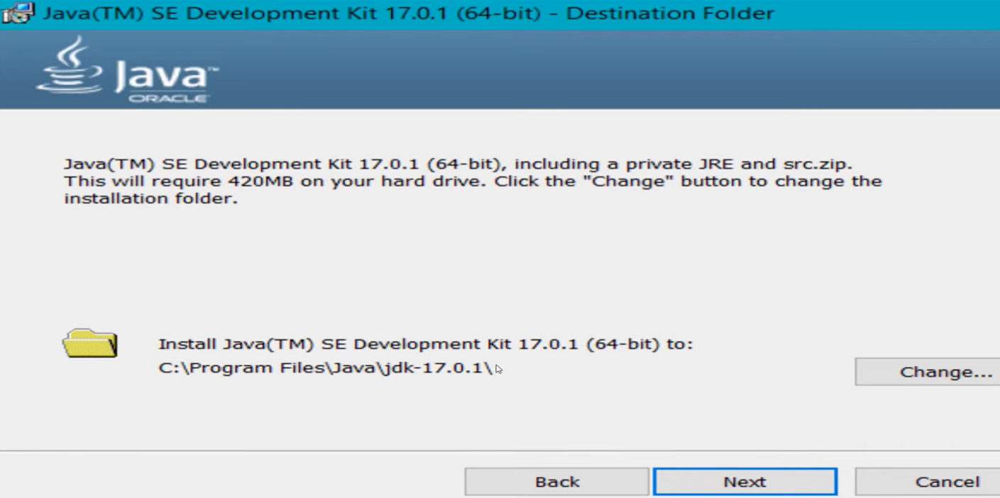 Java(TM) SE Development Kit 17.0.1 (64-bit) - Destination Folder
Java™
ORACLE
Java(TM) SE Development Kit 17.0.1 (64-bit), including a private JRE and src.zip.
This will require 420MB on your hard drive. Click the "Change" button to change the
installation folder.
Install Java(TM) SE Development Kit 17.0.1 (64-bit) to:
C:\Program Files\Java\jdk-17.0.1\
Change...
Back
Next
Cancel